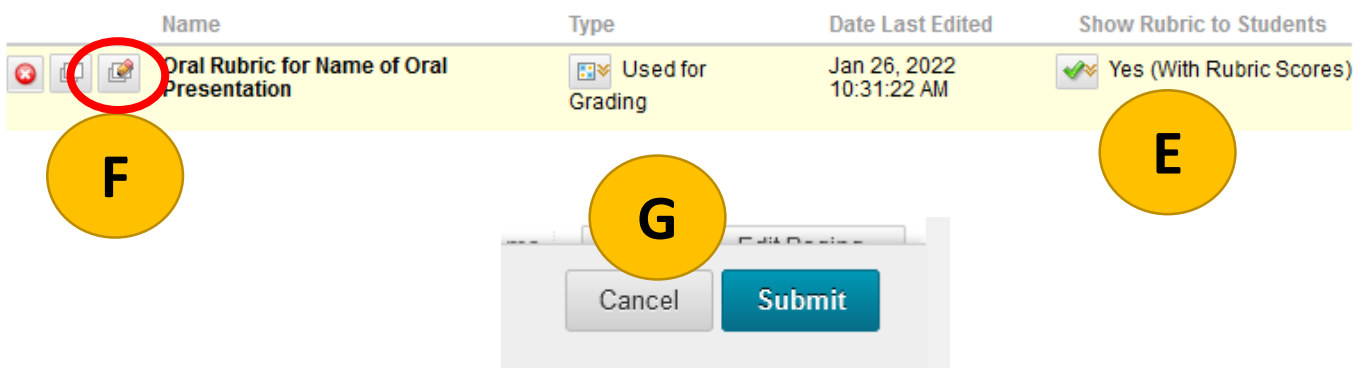 Name Type Date Last Edited Show Rubric to Students
Oral Rubric for Name of Oral Presentation
Used for Grading
Jan 26, 2022 10:31:22 AM
Yes (With Rubric Scores)
F
E
G
Cancel Submit